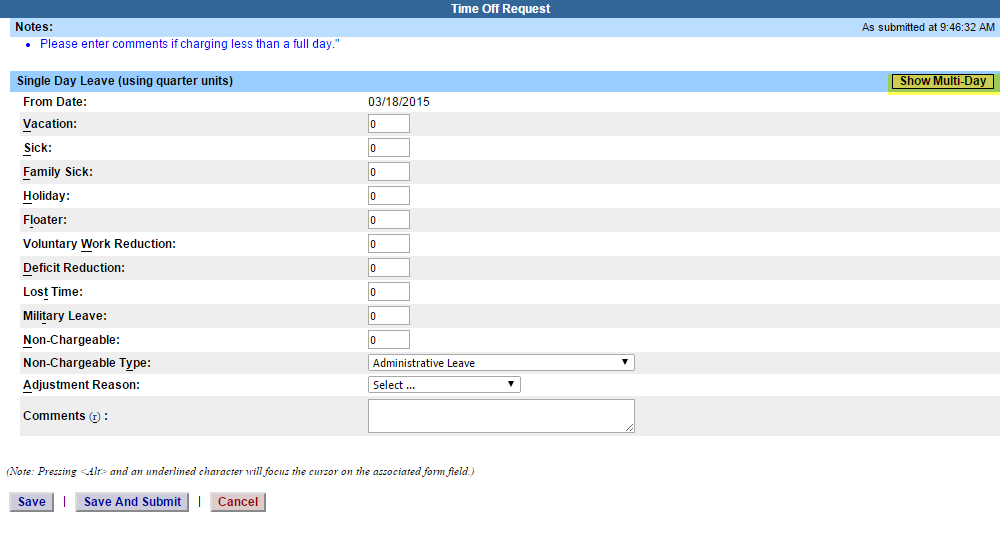 Time Off Request
Notes: As submitted at 9:46:32 AM
• Please enter comments if charging less than a full day."
Single Day Leave (using quarter units) Show Multi-Day
From Date: 03/18/2015
Vacation: 0
Sick: 0
Family Sick: 0
Holiday: 0
Floater: 0
Voluntary Work Reduction: 0
Deficit Reduction: 0
Lost Time: 0
Military Leave: 0
Non-Chargeable: 0
Non-Chargeable Type: Administrative Leave
Adjustment Reason: Select ...
Comments (r) :
(Note: Pressing <Alt> and an underlined character will focus the cursor on the associated form field.)
Save | Save And Submit | Cancel